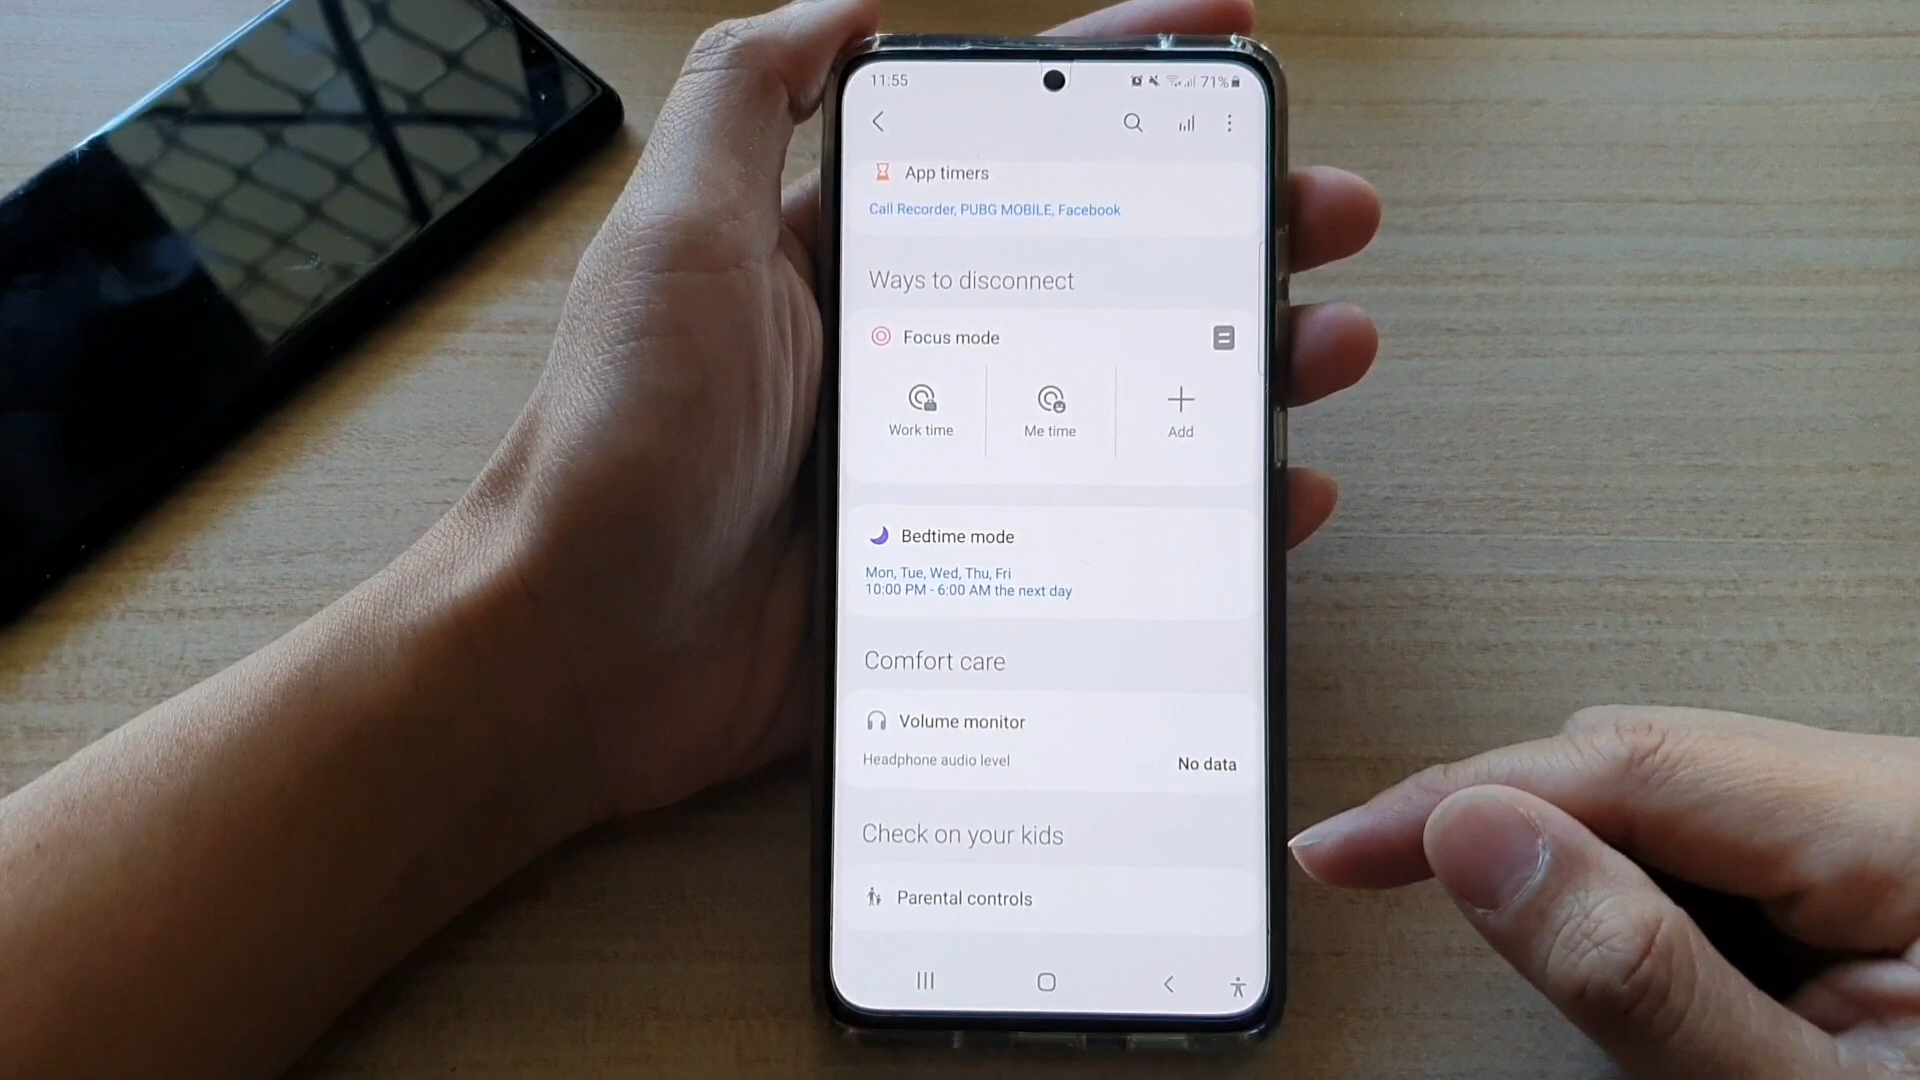 11:55
71%
App timers
Call Recorder, PUBG MOBILE, Facebook
Ways to disconnect
Focus mode
Work time
Me time
Add
Bedtime mode
Mon, Tue, Wed, Thu, Fri
10:00 PM - 6:00 AM the next day
Comfort care
Volume monitor
Headphone audio level
No data
Check on your kids
Parental controls